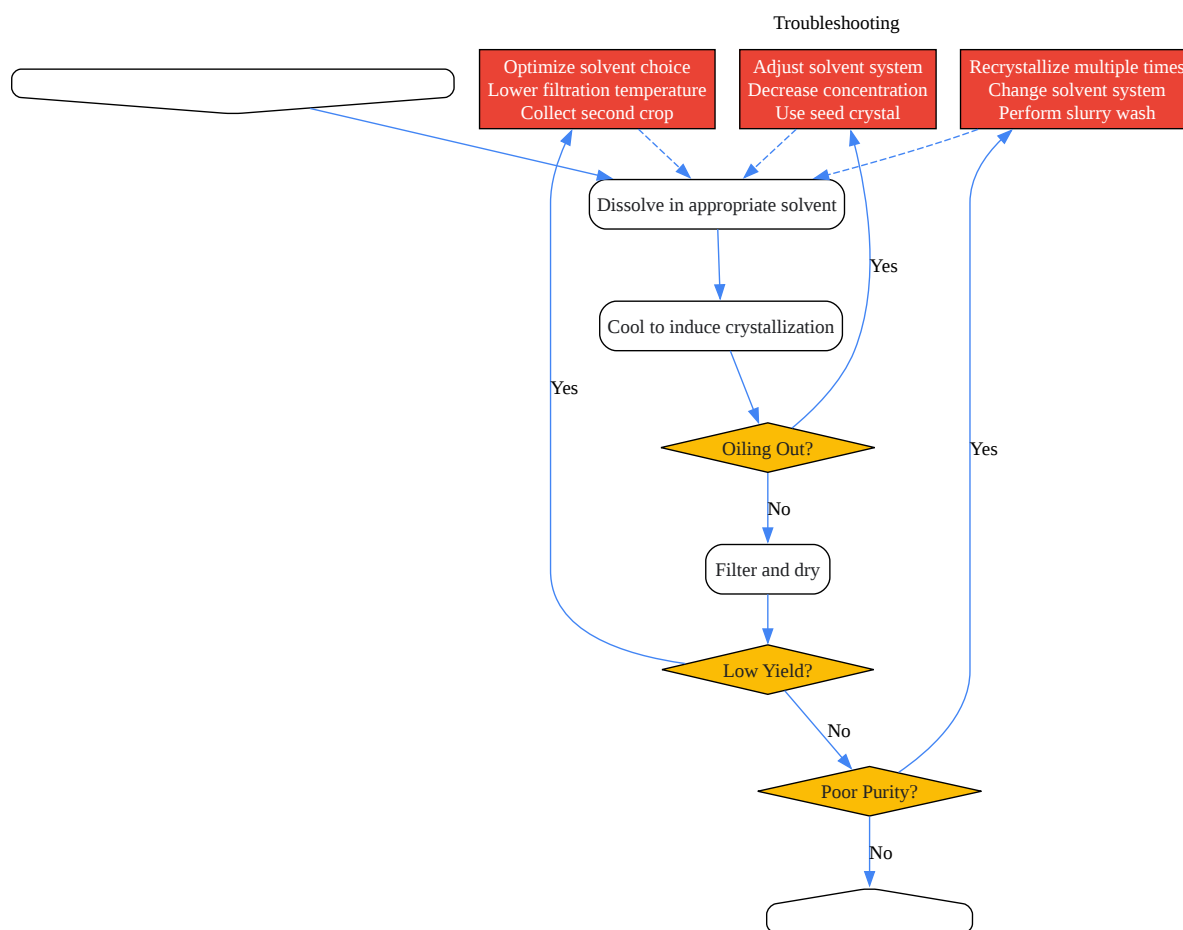 Troubleshooting
Optimize solvent choice
Lower filtration temperature
Collect second crop
Adjust solvent system
Decrease concentration
Use seed crystal
Recrystallize multiple times
Change solvent system
Perform slurry wash
Dissolve in appropriate solvent
Yes
Cool to induce crystallization
Yes
Oiling Out?
Yes
No
Filter and dry
Low Yield?
No
Poor Purity?
No